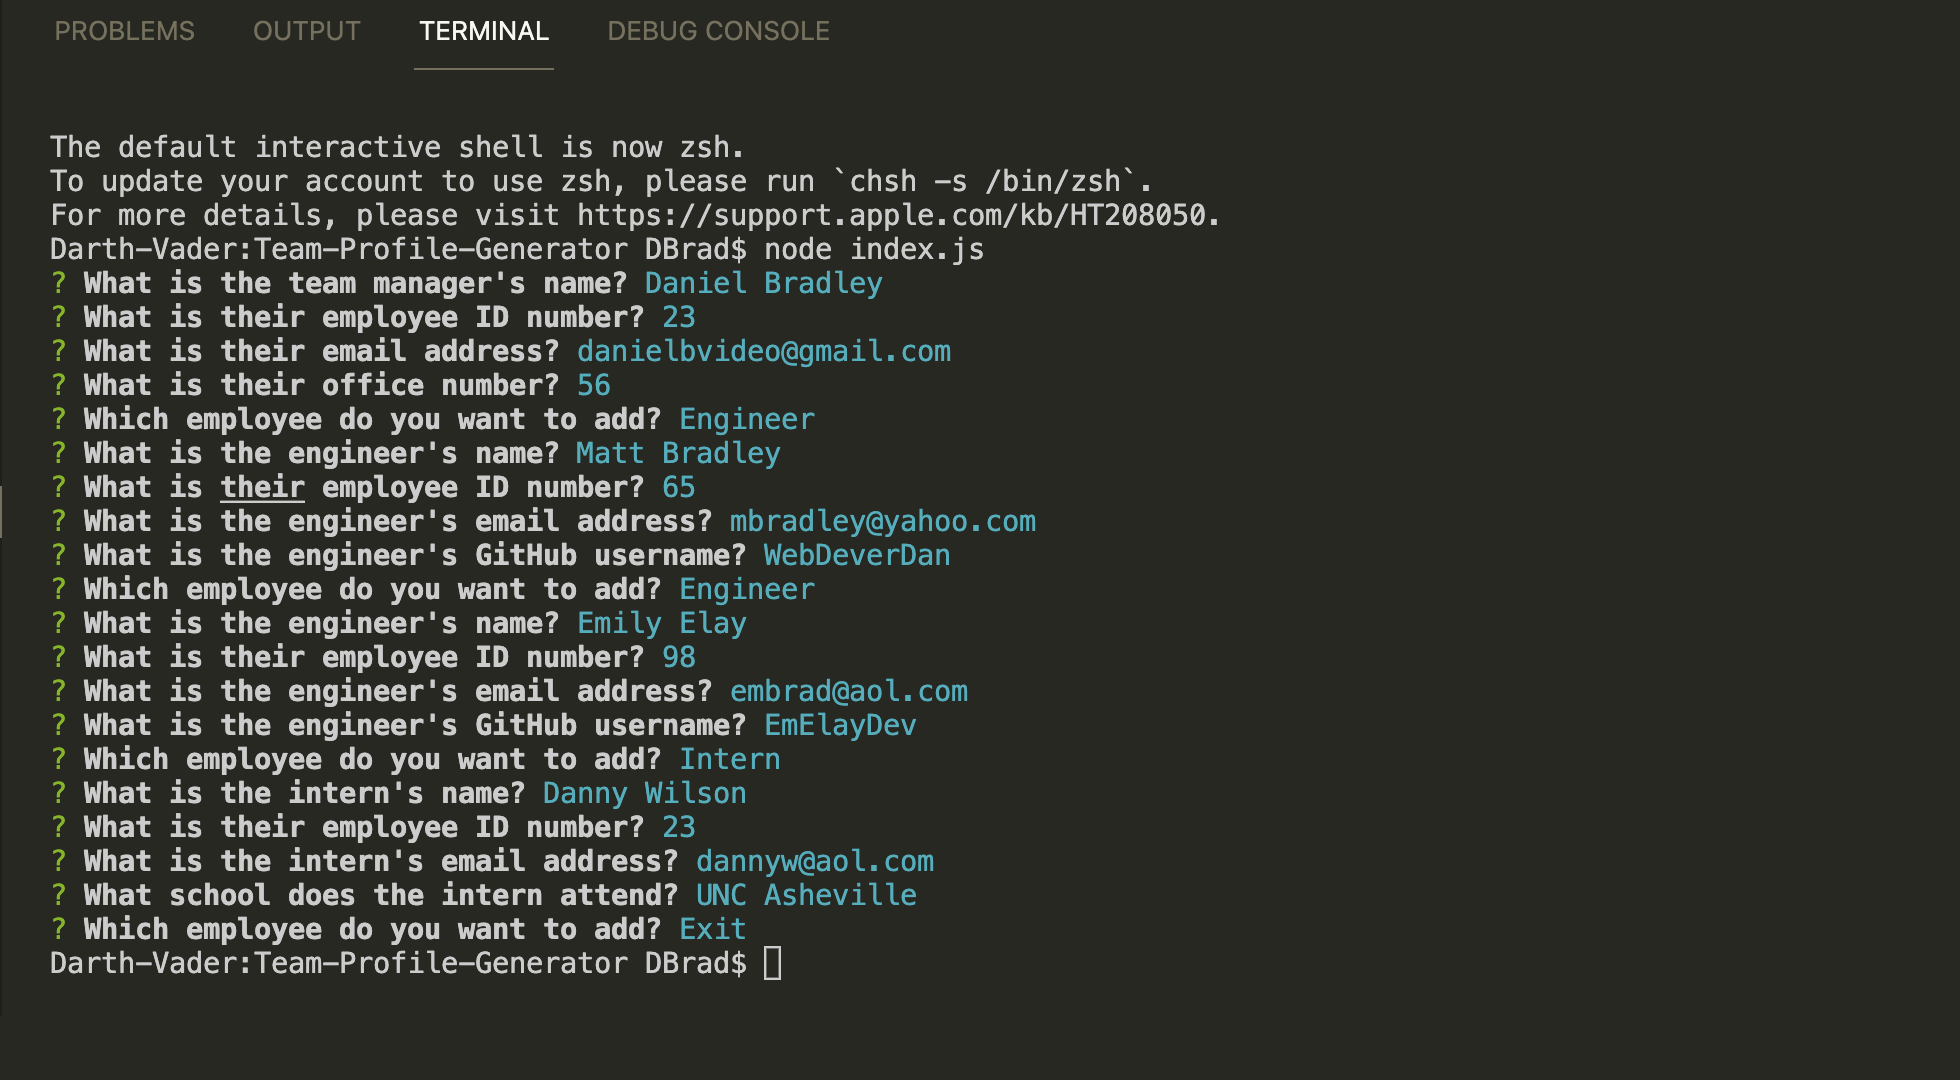 PROBLEMS OUTPUT TERMINAL DEBUG CONSOLE
The default interactive shell is now zsh.
To update your account to use zsh, please run `chsh -s /bin/zsh`.
For more details, please visit https://support.apple.com/kb/HT208050.
Darth-Vader:Team-Profile-Generator DBrad$ node index.js
? What is the team manager's name? Daniel Bradley
? What is their employee ID number? 23
? What is their email address? danielbvideo@gmail.com
? What is their office number? 56
? Which employee do you want to add? Engineer
? What is the engineer's name? Matt Bradley
? What is their employee ID number? 65
? What is the engineer's email address? mbradley@yahoo.com
? What is the engineer's GitHub username? WebDeverDan
? Which employee do you want to add? Engineer
? What is the engineer's name? Emily Elay
? What is their employee ID number? 98
? What is the engineer's email address? embrad@aol.com
? What is the engineer's GitHub username? EmElayDev
? Which employee do you want to add? Intern
? What is the intern's name? Danny Wilson
? What is their employee ID number? 23
? What is the intern's email address? dannyw@aol.com
? What school does the intern attend? UNC Asheville
? Which employee do you want to add? Exit
Darth-Vader:Team-Profile-Generator DBrad$